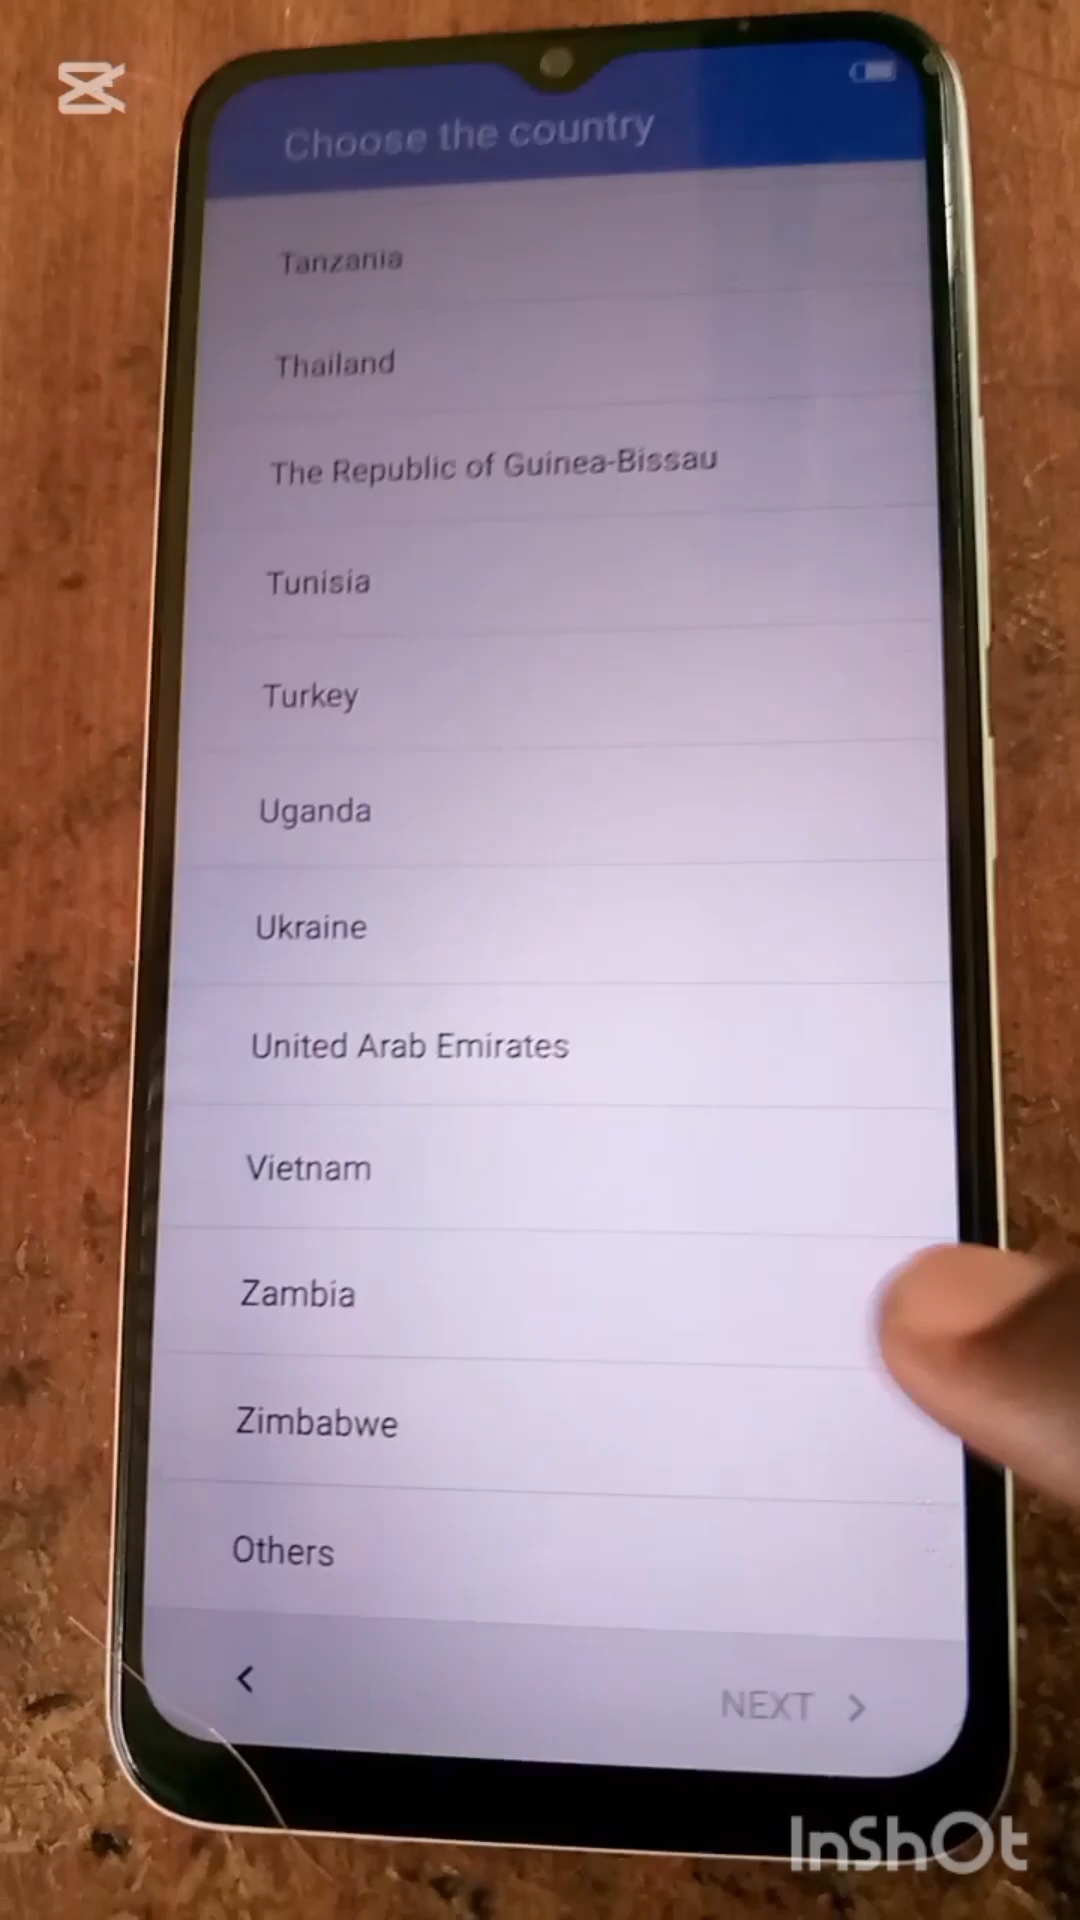 Choose the country
Tanzania
Thailand
The Republic of Guinea-Bissau
Tunisia
Turkey
Uganda
Ukraine
United Arab Emirates
Vietnam
Zambia
Zimbabwe
Others
NEXT
InShOt